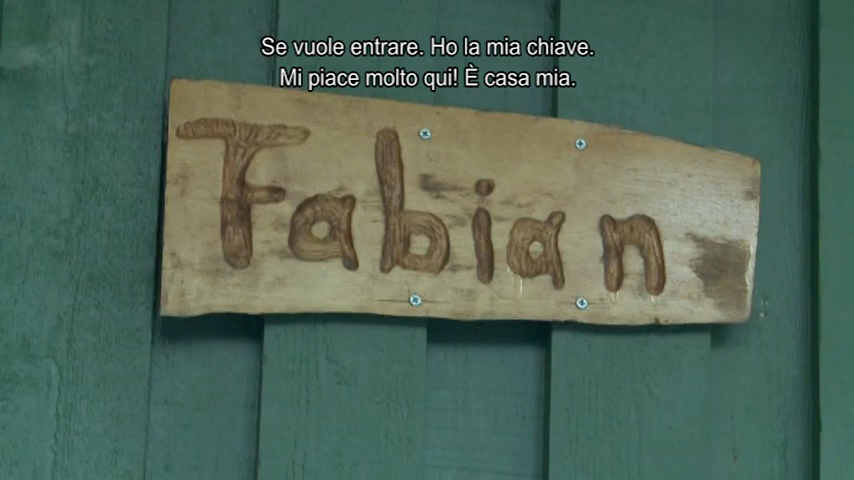 Se vuole entrare. Ho la mia chiave.
Mi piace molto qui! È casa mia.
Fabian